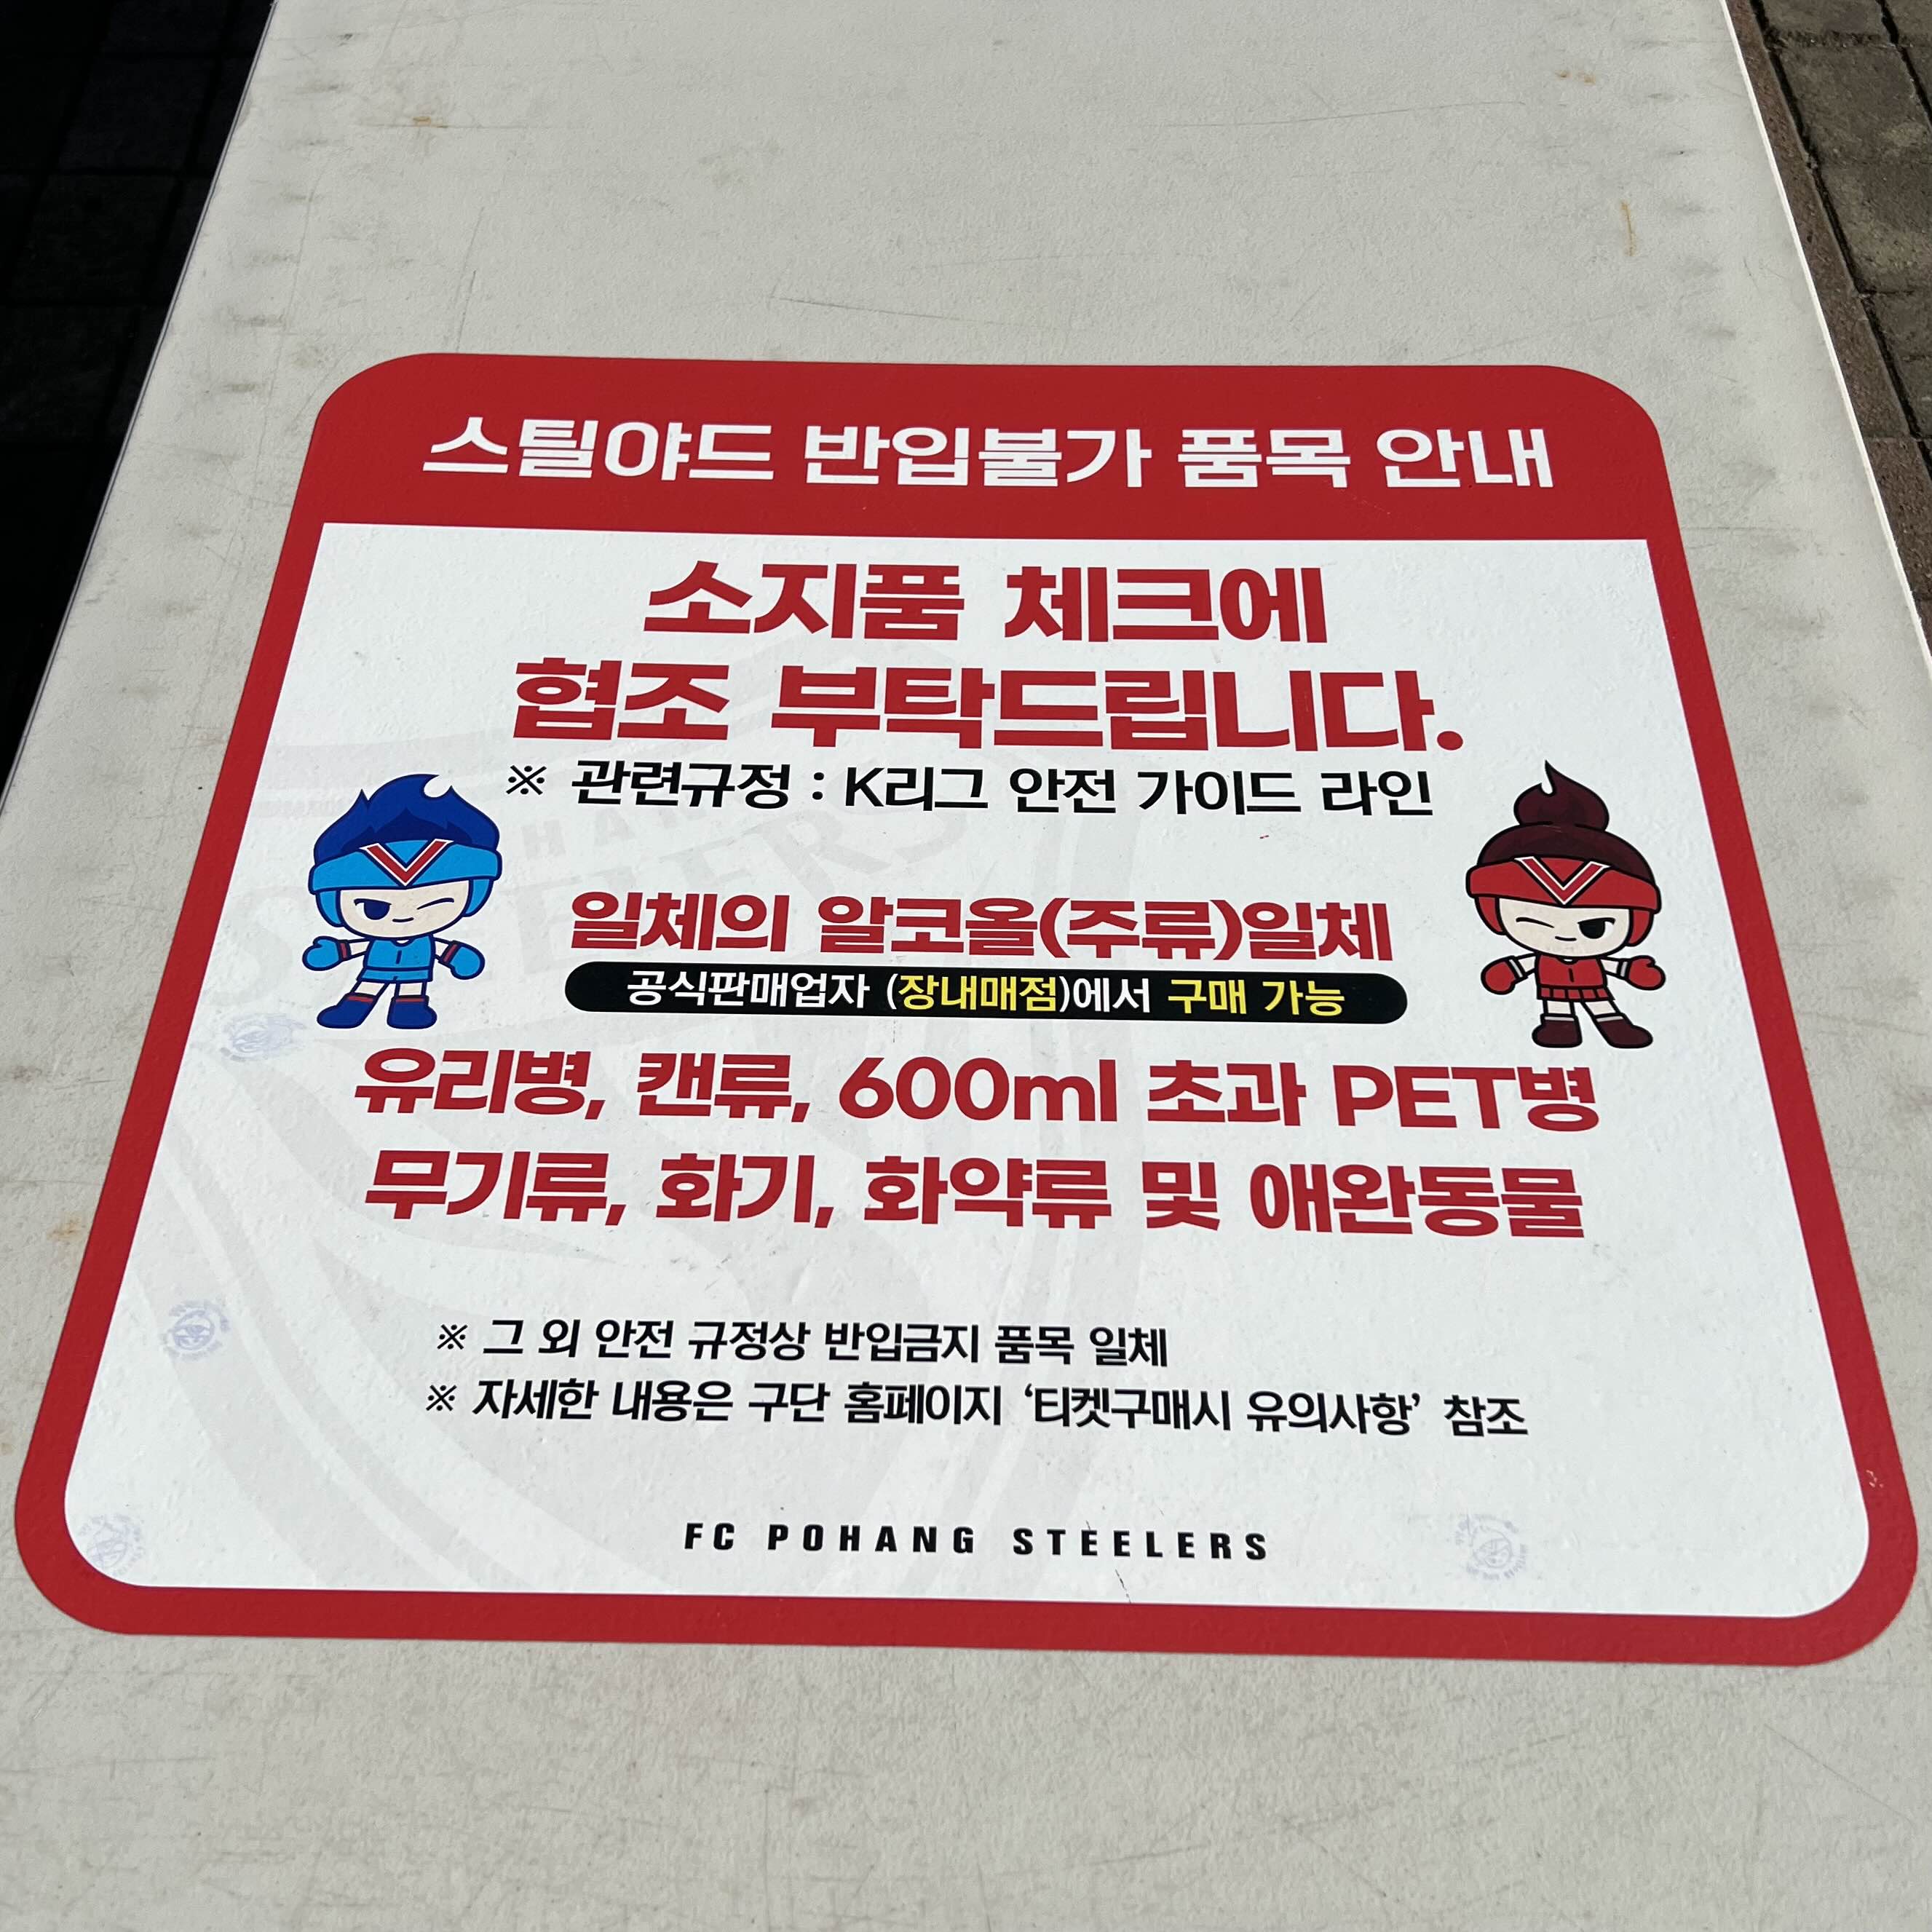 스틸야드 반입불가 품목 안내
소지품 체크에
협조 부탁드립니다.
※ 관련규정 : K리그 안전 가이드 라인
일체의 알코올(주류)일체
공식판매업자 (장내매점)에서 구매 가능
유리병, 캔류, 600ml 초과 PET병
무기류, 화기, 화약류 및 애완동물
※ 그 외 안전 규정상 반입금지 품목 일체
※ 자세한 내용은 구단 홈페이지 ‘티켓구매시 유의사항’ 참조
FC POHANG STEELERS